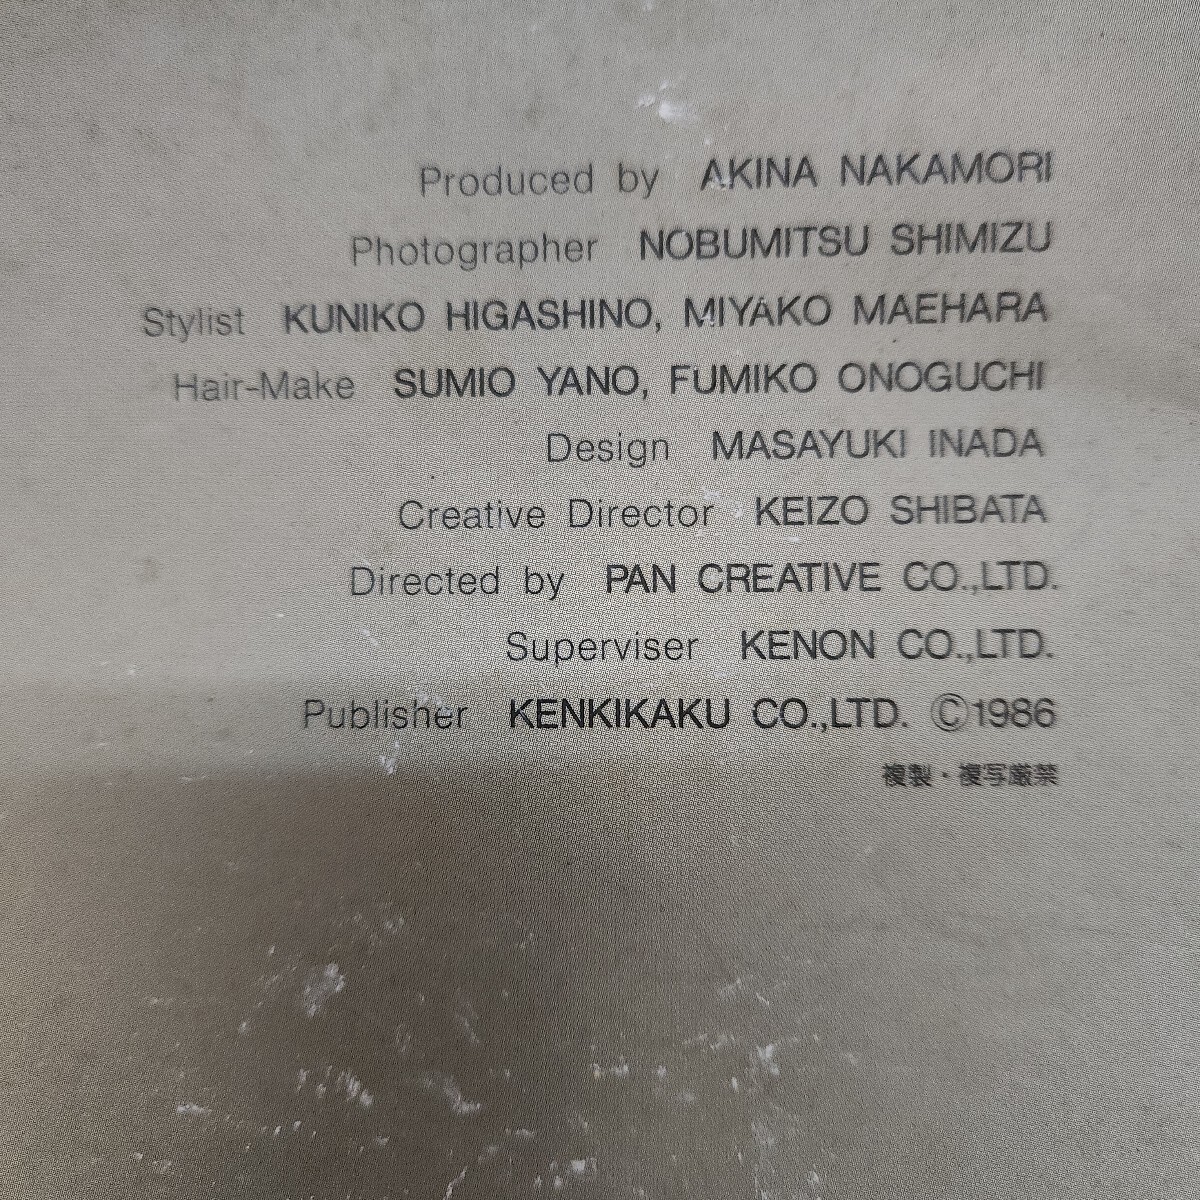 Produced by AKINA NAKAMORI
Photographer NOBUMITSU SHIMIZU
Stylist KUNIKO HIGASHINO, MIYAKO MAEHARA
Hair-Make SUMIO YANO, FUMIKO ONOGUCHI
Design MASAYUKI INADA
Creative Director KEIZO SHIBATA
Directed by PAN CREATIVE CO.,LTD.
Superviser KENON CO.,LTD.
Publisher KENKIKAKU CO.,LTD. ©1986
複製・複写厳禁